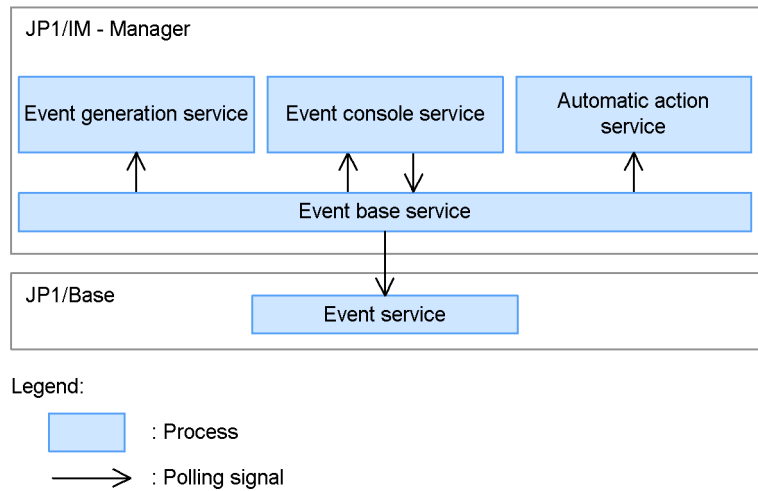 JP1/IM - Manager
Event generation service
Event console service
Automatic action
service
Event base service
JP1/Base
Event service
Legend:
: Process
: Polling signal